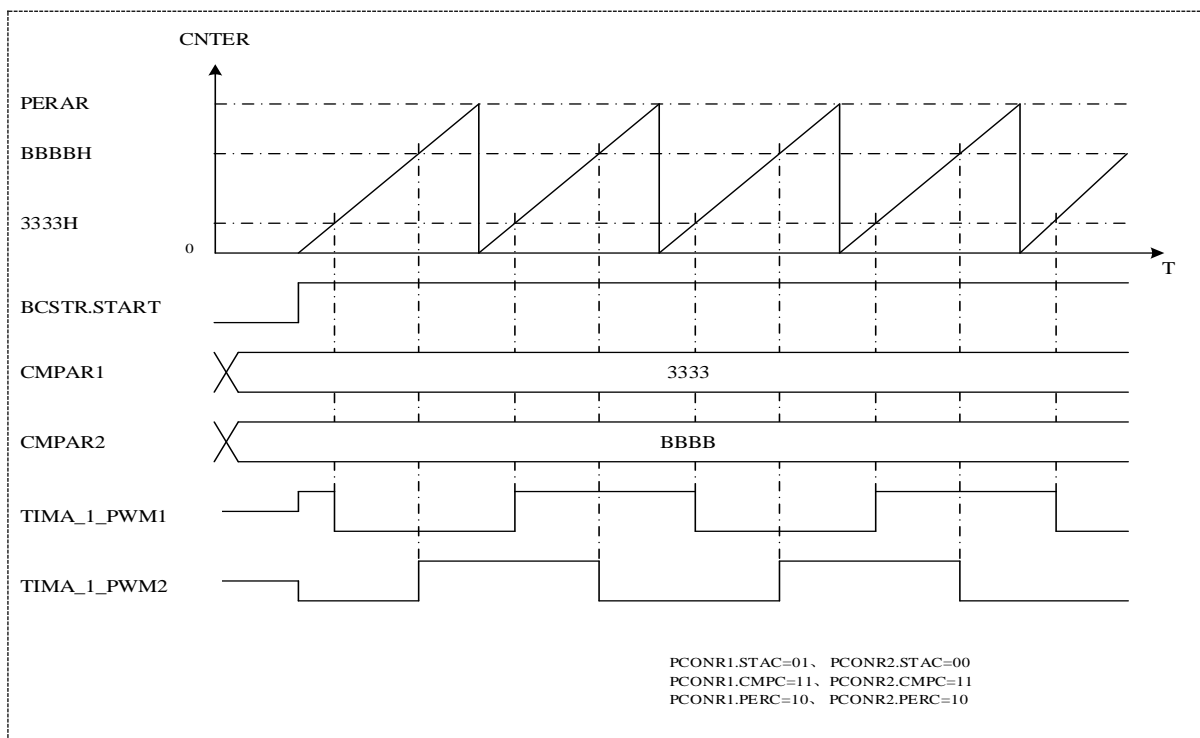 CNTER
PERAR
BBBBH
3333H
0
T
BCSTR.START
CMPAR1
3333
CMPAR2
BBBB
TIMA_1_PWM1
TIMA_1_PWM2
PCONR1.STAC=01、 PCONR2.STAC=00
PCONR1.CMPC=11、 PCONR2.CMPC=11
PCONR1.PERC=10、 PCONR2.PERC=10